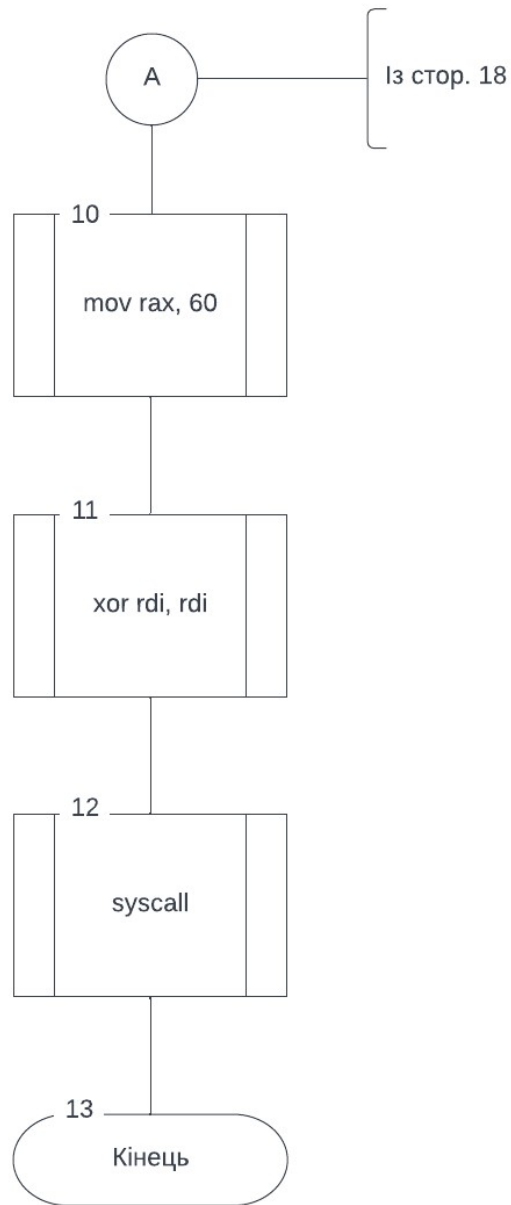 А
Із стор. 18
10
mov rax, 60
11
xor rdi, rdi
12
syscall
13
Кінець